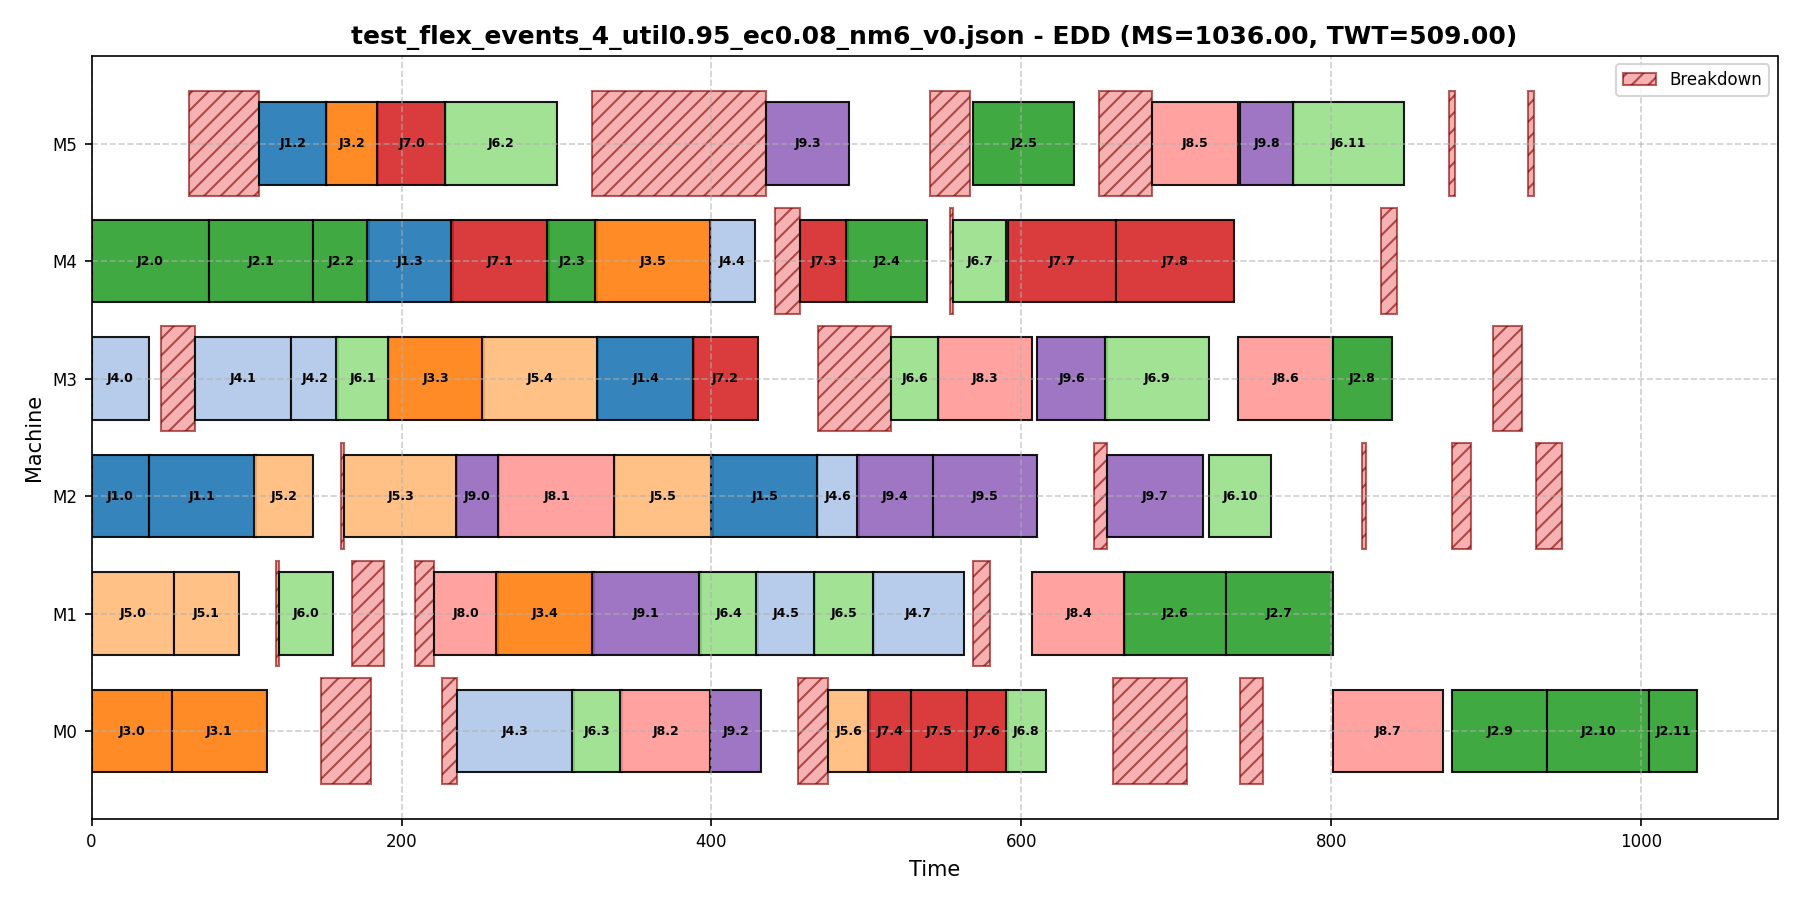 test_flex_events_4_util0.95_ec0.08_nm6_v0.json - EDD (MS=1036.00, TWT=509.00)
Breakdown
M5 J1.2 J3.2 J7.0 J6.2 J9.3 J2.5 J8.5 J9.8 J6.11
M4 J2.0 J2.1 J2.2 J1.3 J7.1 J2.3 J3.5 J4.4 J7.3 J2.4 J6.7 J7.7 J7.8
M3 J4.0 J4.1 J4.2 J6.1 J3.3 J5.4 J1.4 J7.2 J6.6 J8.3 J9.6 J6.9 J8.6 J2.8
M2 J1.0 J1.1 J5.2 J5.3 J9.0 J8.1 J5.5 J1.5 J4.6 J9.4 J9.5 J9.7 J6.10
M1 J5.0 J5.1 J6.0 J8.0 J3.4 J9.1 J6.4 J4.5 J6.5 J4.7 J8.4 J2.6 J2.7
M0 J3.0 J3.1 J4.3 J6.3 J8.2 J9.2 J5.6 J7.4 J7.5 J7.6 J6.8 J8.7 J2.9 J2.10 J2.11
Machine
0 200 400 600 800 1000
Time